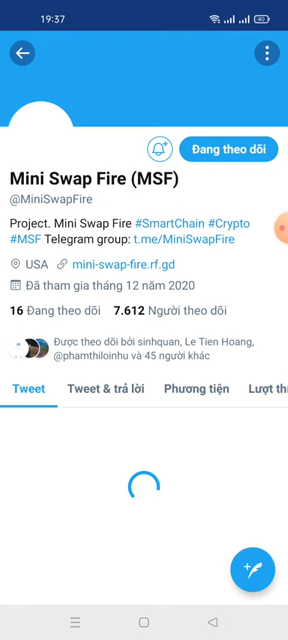 19:37
40
Đang theo dõi
Mini Swap Fire (MSF)
@MiniSwapFire
Project. Mini Swap Fire #SmartChain #Crypto
#MSF Telegram group: t.me/MiniSwapFire
USA mini-swap-fire.rf.gd
Đã tham gia tháng 12 năm 2020
16 Đang theo dõi 7.612 Người theo dõi
Được theo dõi bởi sinhquan, Le Tien Hoang,
@phamthiloinhu và 45 người khác
Tweet Tweet & trả lời Phương tiện Lượt th